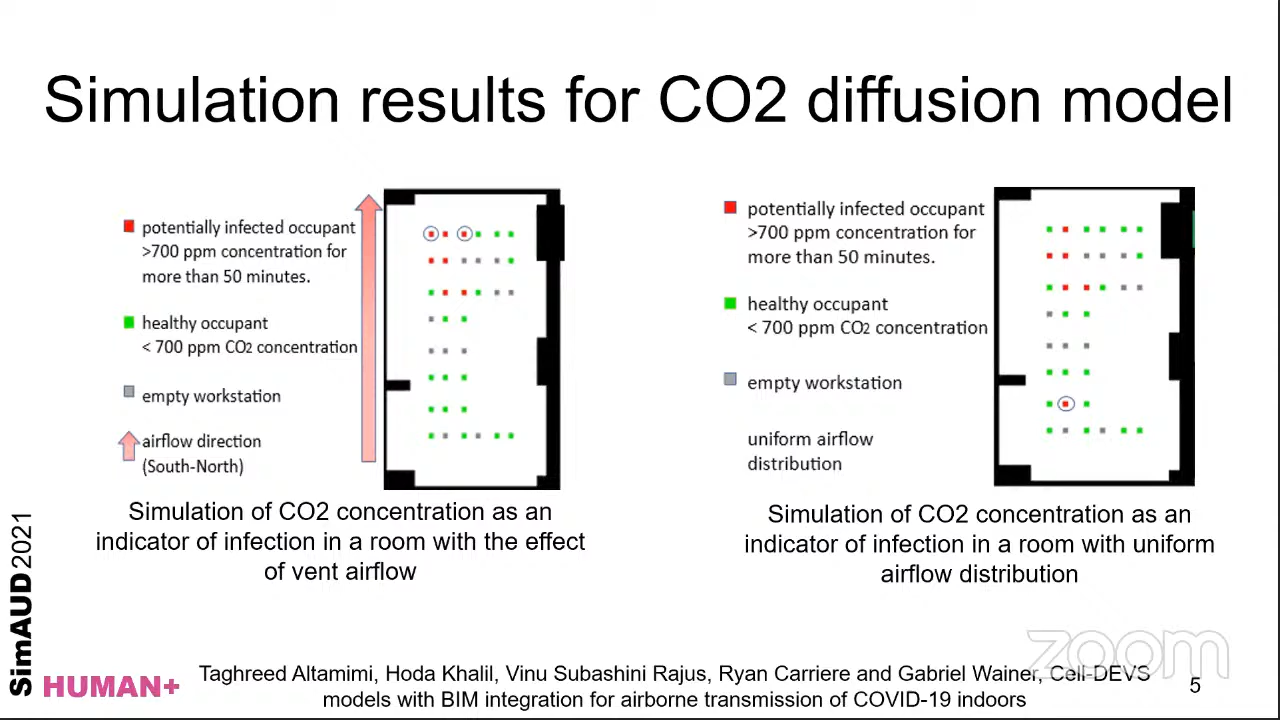 Simulation results for CO2 diffusion model
potentially infected occupant
>700 ppm concentration for
more than 50 minutes.
healthy occupant
< 700 ppm CO2 concentration
empty workstation
airflow direction
(South-North)
Simulation of CO2 concentration as an
indicator of infection in a room with the effect
of vent airflow
potentially infected occupant
>700 ppm concentration for
more than 50 minutes.
healthy occupant
< 700 ppm CO2 concentration
empty workstation
uniform airflow
distribution
Simulation of CO2 concentration as an
indicator of infection in a room with uniform
airflow distribution
SimAUD2021
HUMAN+
Taghreed Altamimi, Hoda Khalil, Vinu Subashini Rajus, Ryan Carriere and Gabriel Wainer, Cell-DEVS
models with BIM integration for airborne transmission of COVID-19 indoors
5
zoom